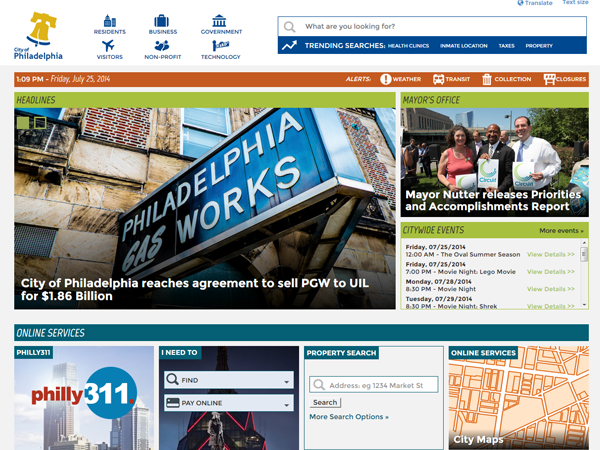 Translate Text size
City of
Philadelphia
RESIDENTS BUSINESS GOVERNMENT
VISITORS NON-PROFIT TECHNOLOGY
What are you looking for?
TRENDING SEARCHES: HEALTH CLINICS INMATE LOCATION TAXES PROPERTY
1:09 PM - Friday, July 25, 2014
ALERTS: WEATHER TRANSIT COLLECTION CLOSURES
HEADLINES
PHILADELPHIA
GAS WORKS
City of Philadelphia reaches agreement to sell PGW to UIL
for $1.86 Billion
MAYOR'S OFFICE
Circuit
Circuit
Mayor Nutter releases Priorities
and Accomplishments Report
CITYWIDE EVENTS More events »
Friday, 07/25/2014
12:00 AM - The Oval Summer Season View Details >>
Friday, 07/25/2014
7:00 PM - Movie Night: Lego Movie View Details >>
Monday, 07/28/2014
8:30 PM - Movie Night View Details >>
Tuesday, 07/29/2014
8:30 PM - Movie Night: Shrek View Details >>
ONLINE SERVICES
PHILLY311
philly311.
I NEED TO
FIND
PAY ONLINE
PROPERTY SEARCH
Address: eg 1234 Market St
Search
More Search Options »
ONLINE SERVICES
City Maps